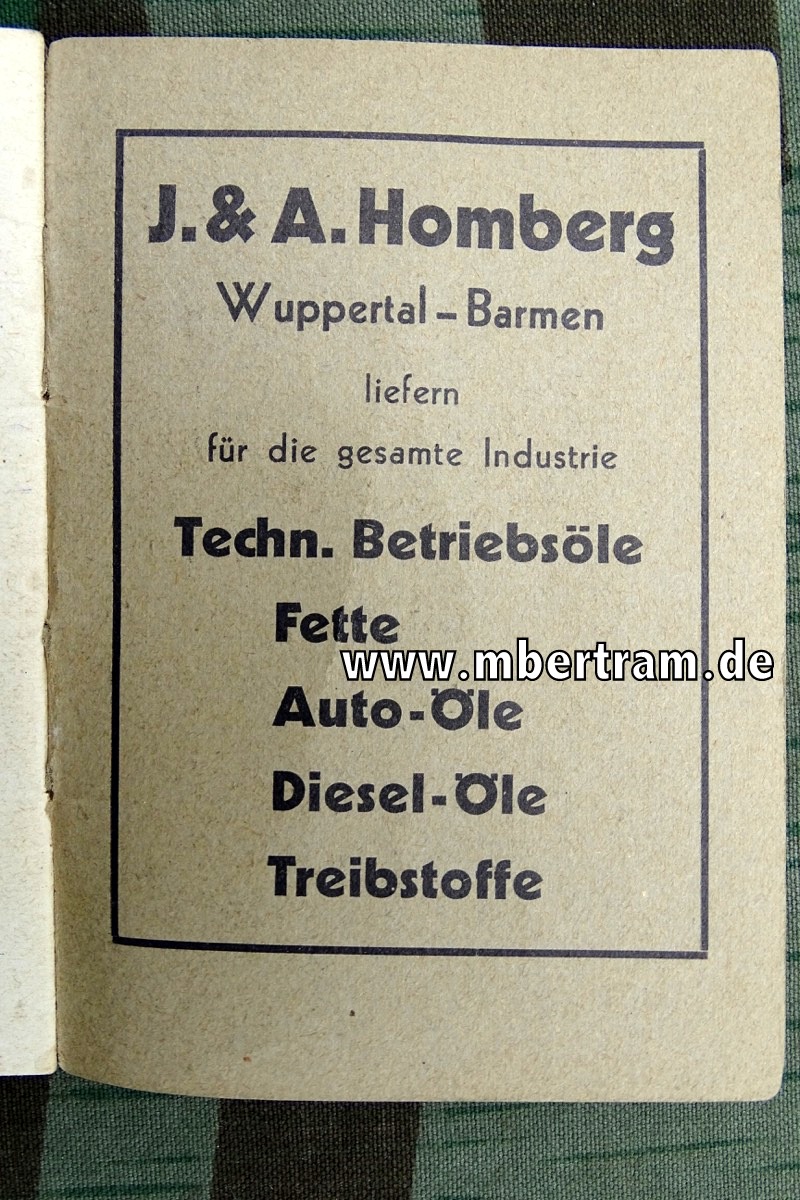 J. & A. Homberg
Wuppertal – Barmen
liefern
für die gesamte Industrie
Techn. Betriebsöle
Fette
www.mbertram.de
Auto-Öle
Diesel-Öle
Treibstoffe